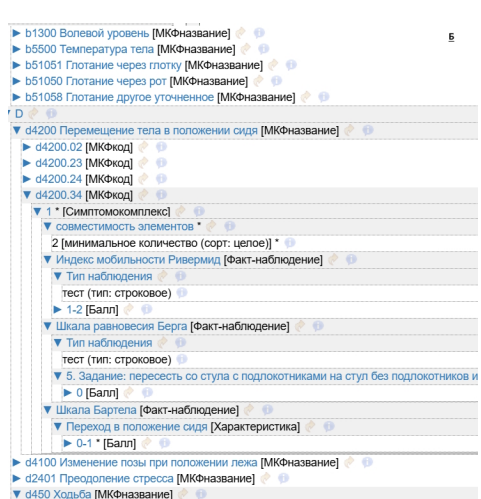 ► b1300 Волевой уровень [МКФназвание]
Б
► b5500 Температура тела [МКФназвание]
► b51051 Глотание через глотку [МКФназвание]
► b51050 Глотание через рот [МКФназвание]
► b51058 Глотание другое уточненное [МКФназвание]
D
▼ d4200 Перемещение тела в положении сидя [МКФназвание]
► d4200.02 [МКФкод]
► d4200.23 [МКФкод]
► d4200.24 [МКФкод]
▼ d4200.34 [МКФкод]
▼ 1 * [Симптомокомплекс]
▼ совместимость элементов *
2 [минимальное количество (сорт: целое)] *
▼ Индекс мобильности Ривермид [Факт-наблюдение]
▼ Тип наблюдения
тест (тип: строковое)
► 1-2 [Балл]
▼ Шкала равновесия Берга [Факт-наблюдение]
▼ Тип наблюдения
тест (тип: строковое)
▼ 5. Задание: пересесть со стула с подлокотниками на стул без подлокотников и
► 0 [Балл]
▼ Шкала Бартела [Факт-наблюдение]
▼ Переход в положение сидя [Характеристика]
► 0-1 * [Балл]
► d4100 Изменение позы при положении лежа [МКФназвание]
► d2401 Преодоление стресса [МКФназвание]
▼ d450 Ходьба [МКФназвание]